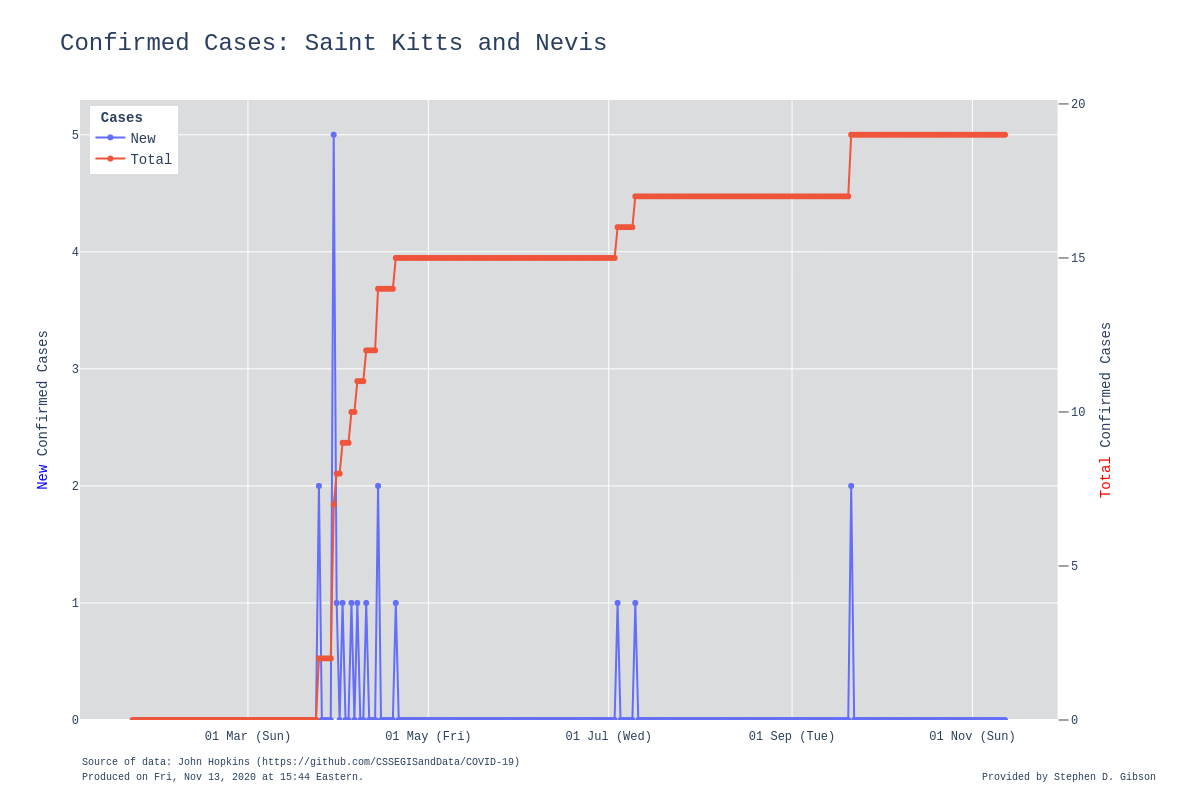 Confirmed Cases: Saint Kitts and Nevis
Cases
New
Total
5
4
3
2
1
0
New Confirmed Cases
20
15
10
5
0
Total Confirmed Cases
01 Mar (Sun)
01 May (Fri)
01 Jul (Wed)
01 Sep (Tue)
01 Nov (Sun)
Source of data: John Hopkins (https://github.com/CSSEGISandData/COVID-19)
Produced on Fri, Nov 13, 2020 at 15:44 Eastern.
Provided by Stephen D. Gibson